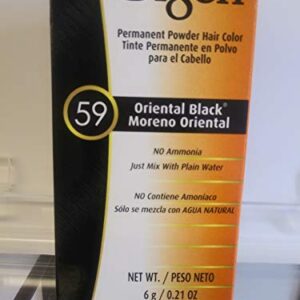 Permanent Powder Hair Color
Tinte Permanente en Polvo
para el Cabello
59
Oriental Black®
Moreno Oriental
NO Ammonia
Just Mix With Plain Water
NO Contiene Amoniaco
Sólo se mezcla con AGUA NATURAL
NET WT. / PESO NETO
6 g / 0.21 OZ